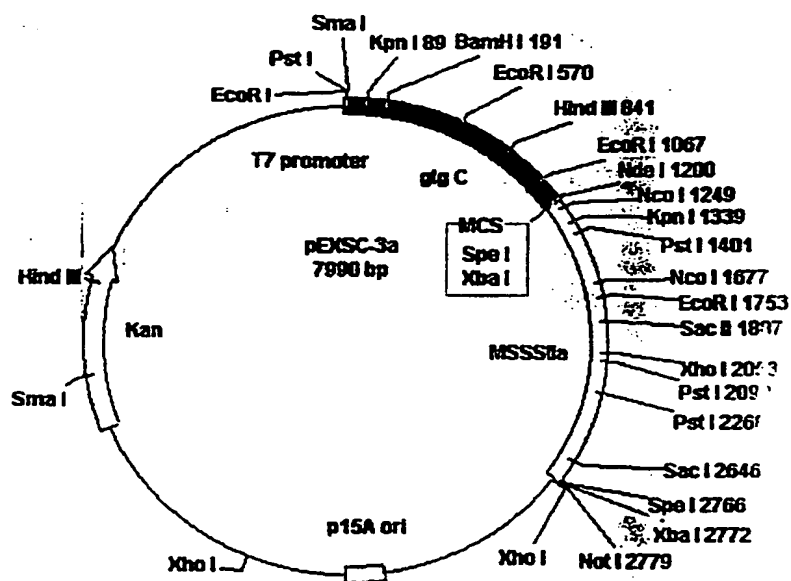 Sma I
Kpn I 89
BamH I 191
Pst I
EcoR I 570
EcoR I
Hind III 841
T7 promoter
EcoR I 1067
glg C
Nde I 1200
Nco I 1249
MCS
Kpn I 1339
Spe I
Xba I
Pst I 1401
pEXSC-3a
7990 bp
Hind III
Nco I 1677
EcoR I 1753
Kan
MSSSIIa
Xho I
Pst I
Sma I
Pst I
Sac I 2646
Spe I 2766
p15A ori
Xho I
Xba I 2772
Xho I
Not I 2779